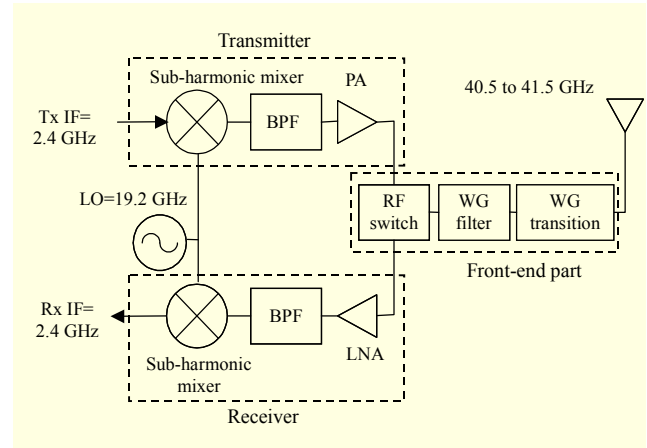 Transmitter
Sub-harmonic mixer
PA
40.5 to 41.5 GHz
Tx IF=
2.4 GHz
BPF
LO=19.2 GHz
RF
switch
WG
filter
WG
transition
Front-end part
Rx IF=
2.4 GHz
BPF
LNA
Sub-harmonic
mixer
Receiver